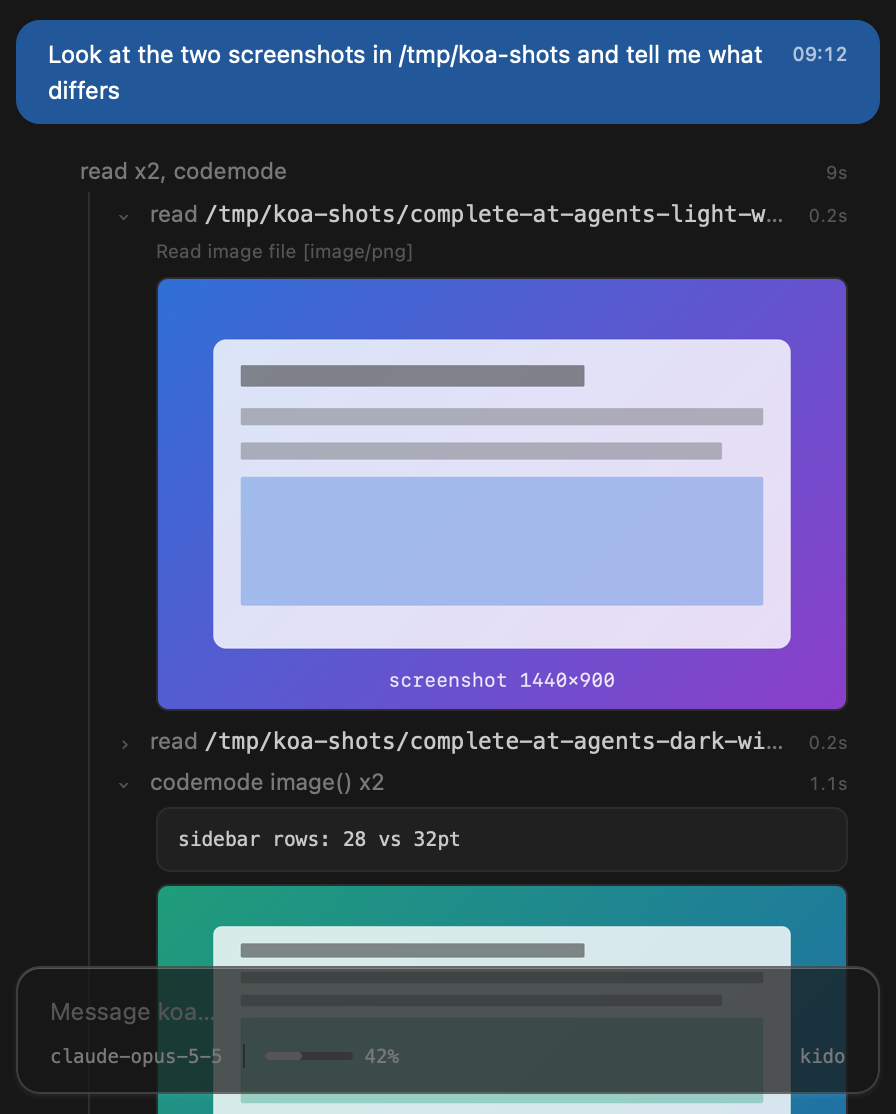 Look at the two screenshots in /tmp/koa-shots and tell me what 09:12
differs
read x2, codemode 9s
read /tmp/koa-shots/complete-at-agents-light-w… 0.2s
Read image file [image/png]
screenshot 1440×900
read /tmp/koa-shots/complete-at-agents-dark-wi… 0.2s
codemode image() x2 1.1s
sidebar rows: 28 vs 32pt
Message koa…
claude-opus-5-5 42% kido